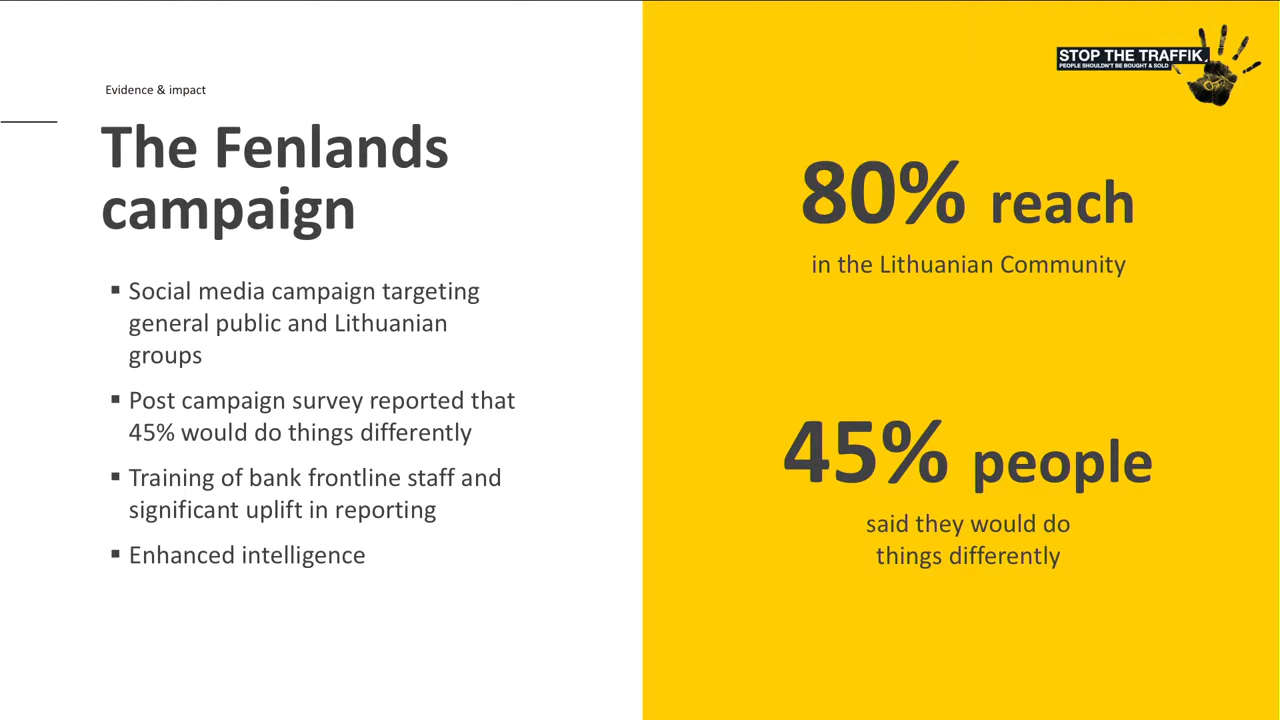 STOP THE TRAFFIK
PEOPLE SHOULDN'T BE BOUGHT & SOLD
Evidence & impact
The Fenlands
campaign
▪ Social media campaign targeting
general public and Lithuanian
groups
▪ Post campaign survey reported that
45% would do things differently
▪ Training of bank frontline staff and
significant uplift in reporting
▪ Enhanced intelligence
80% reach
in the Lithuanian Community
45% people
said they would do
things differently